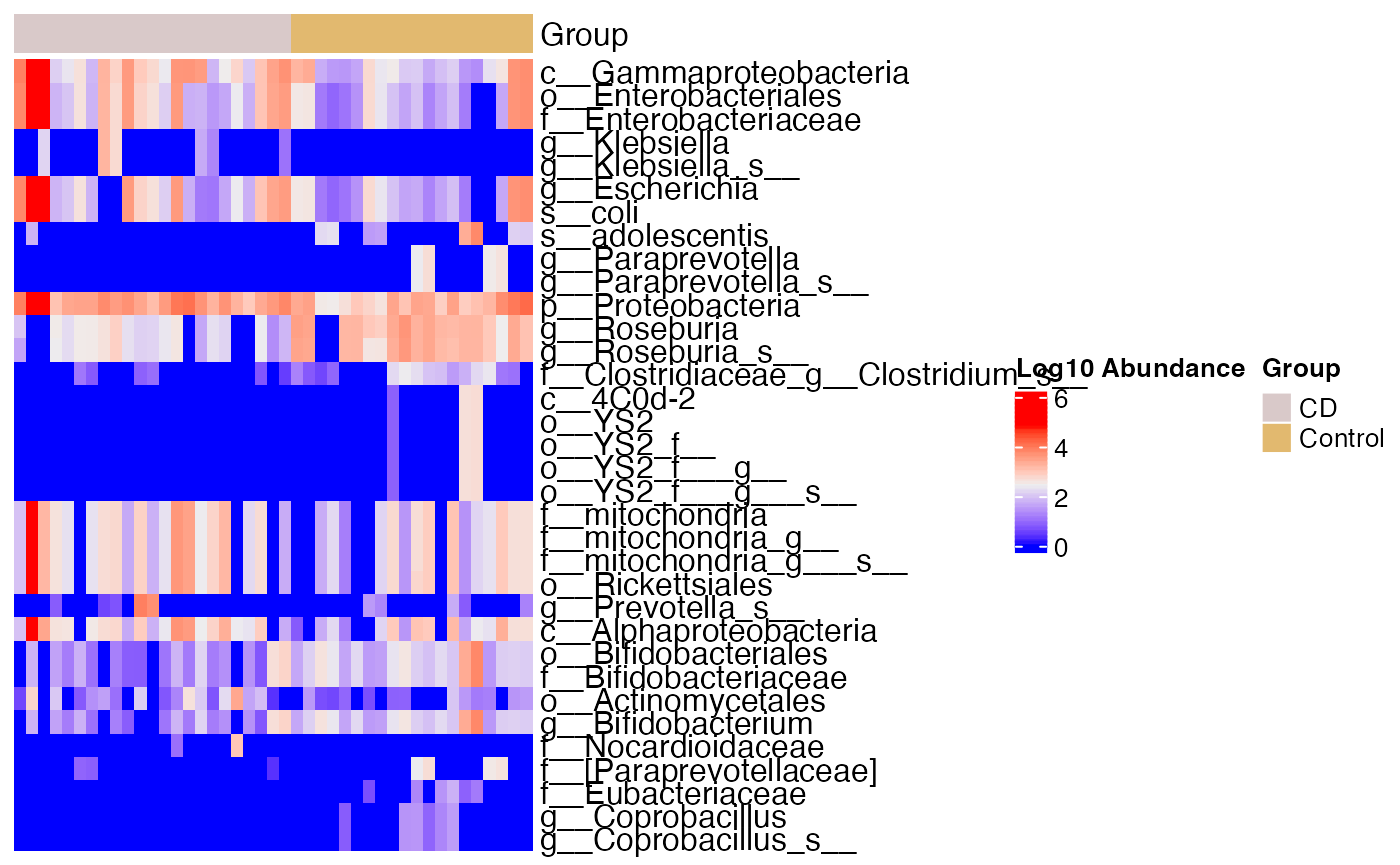 Group
c__Gammaproteobacteria
o__Enterobacteriales
f__Enterobacteriaceae
g__Klebsiella
g__Klebsiella_s__
g__Escherichia
s__coli
s__adolescentis
g__Paraprevotella
g__Paraprevotella_s__
p__Proteobacteria
g__Roseburia
g__Roseburia_s__
f__Clostridiaceae_g__Clostridium_s__
c__4C0d-2
o__YS2
o__YS2_f__
o__YS2_f___g__
o__YS2_f___g___s__
f__mitochondria
f__mitochondria_g__
f__mitochondria_g___s__
o__Rickettsiales
g__Prevotella_s__
c__Alphaproteobacteria
o__Bifidobacteriales
f__Bifidobacteriaceae
o__Actinomycetales
g__Bifidobacterium
f__Nocardioidaceae
f__[Paraprevotellaceae]
f__Eubacteriaceae
g__Coprobacillus
g__Coprobacillus_s__
Log10 Abundance
6
4
2
0
Group
CD
Control